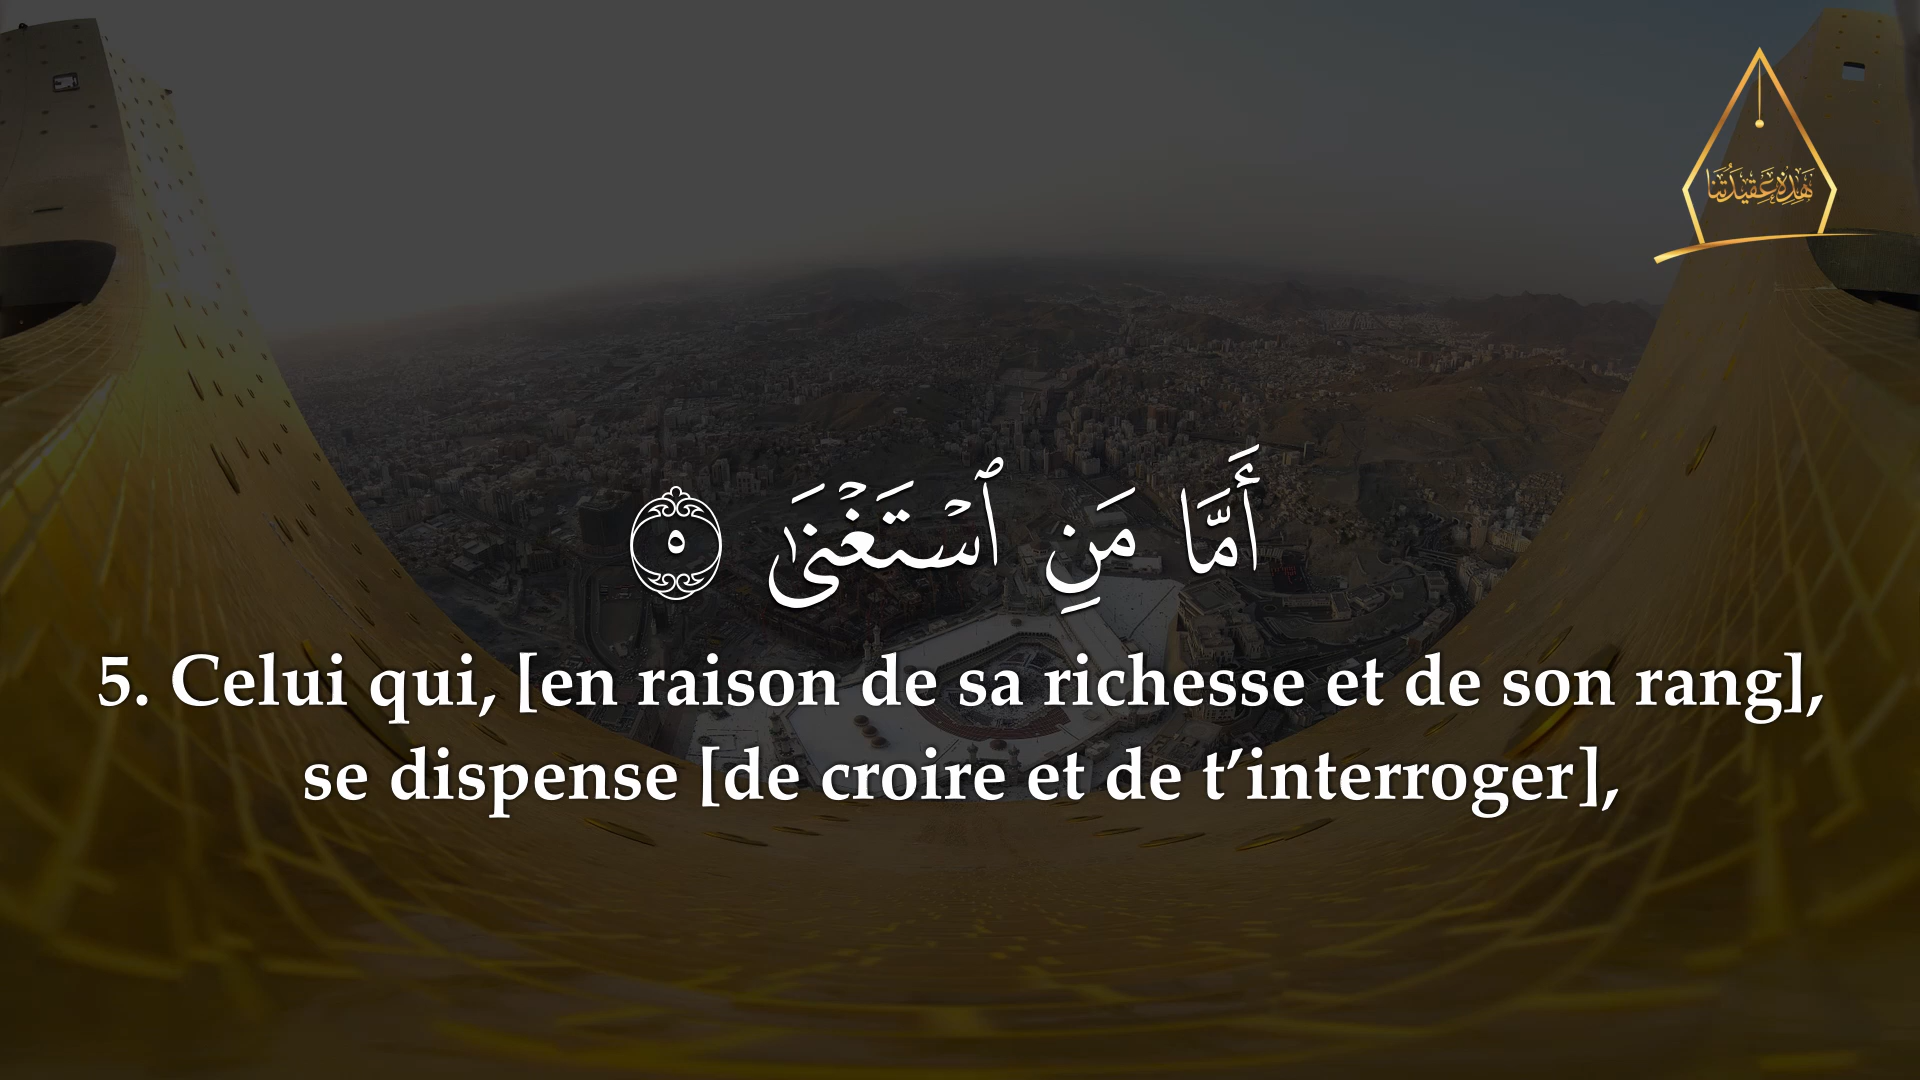 هَذِهِ عَقِيدَتُنَا
أَمَّا مَنِ ٱسْتَغْنَىٰ ٥
5. Celui qui, [en raison de sa richesse et de son rang],
se dispense [de croire et de t’interroger],